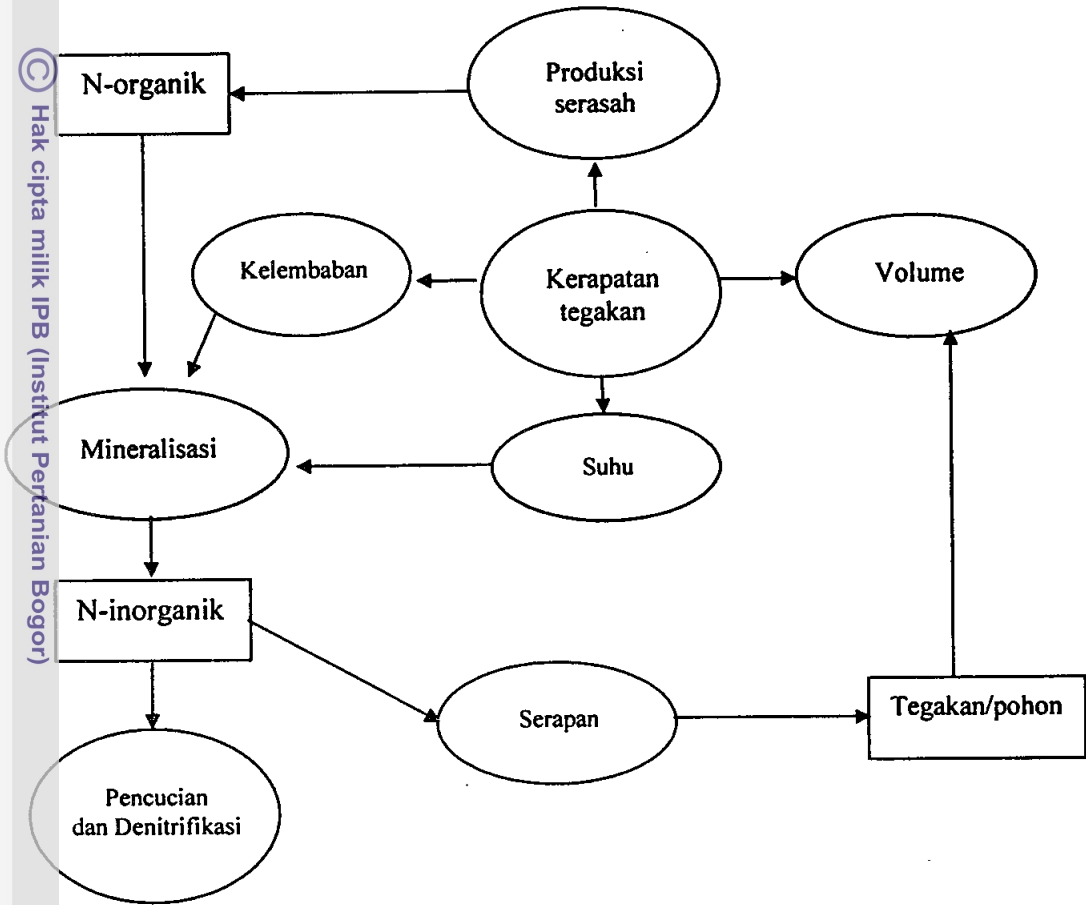 Produksi
serasah
N-organik
Kelembaban
Kerapatan
tegakan
Volume
Mineralisasi
Suhu
N-inorganik
Serapan
Tegakan/pohon
Pencucian
dan Denitrifikasi
© Hak cipta milik IPB (Institut Pertanian Bogor)